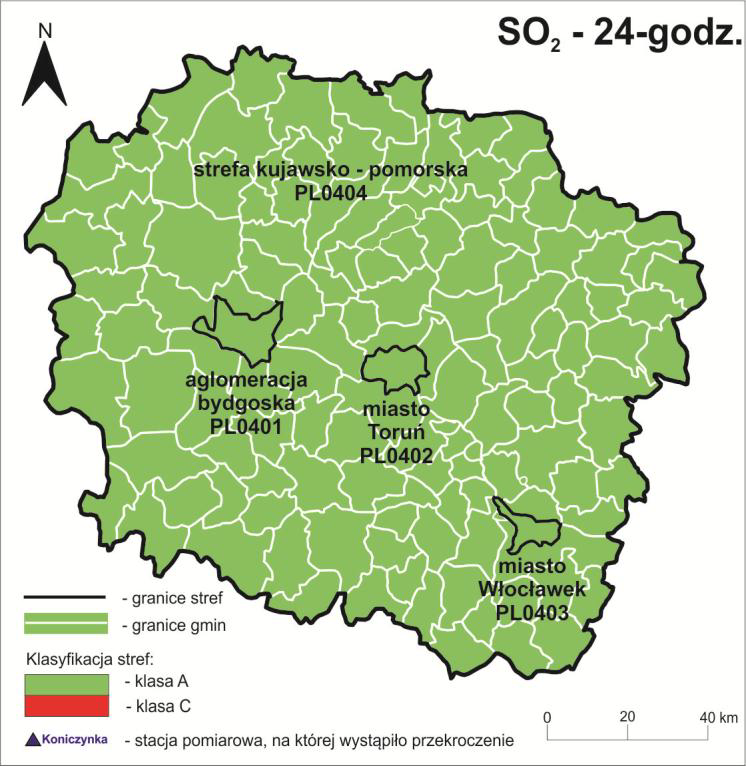 N
SO₂ - 24-godz.
strefa kujawsko - pomorska
PL0404
aglomeracja
bydgoska
PL0401
miasto
Toruń
PL0402
miasto
Włocławek
PL0403
- granice stref
- granice gmin
Klasyfikacja stref:
- klasa A
- klasa C
Koniczynka - stacja pomiarowa, na której wystąpiło przekroczenie
0 20 40 km